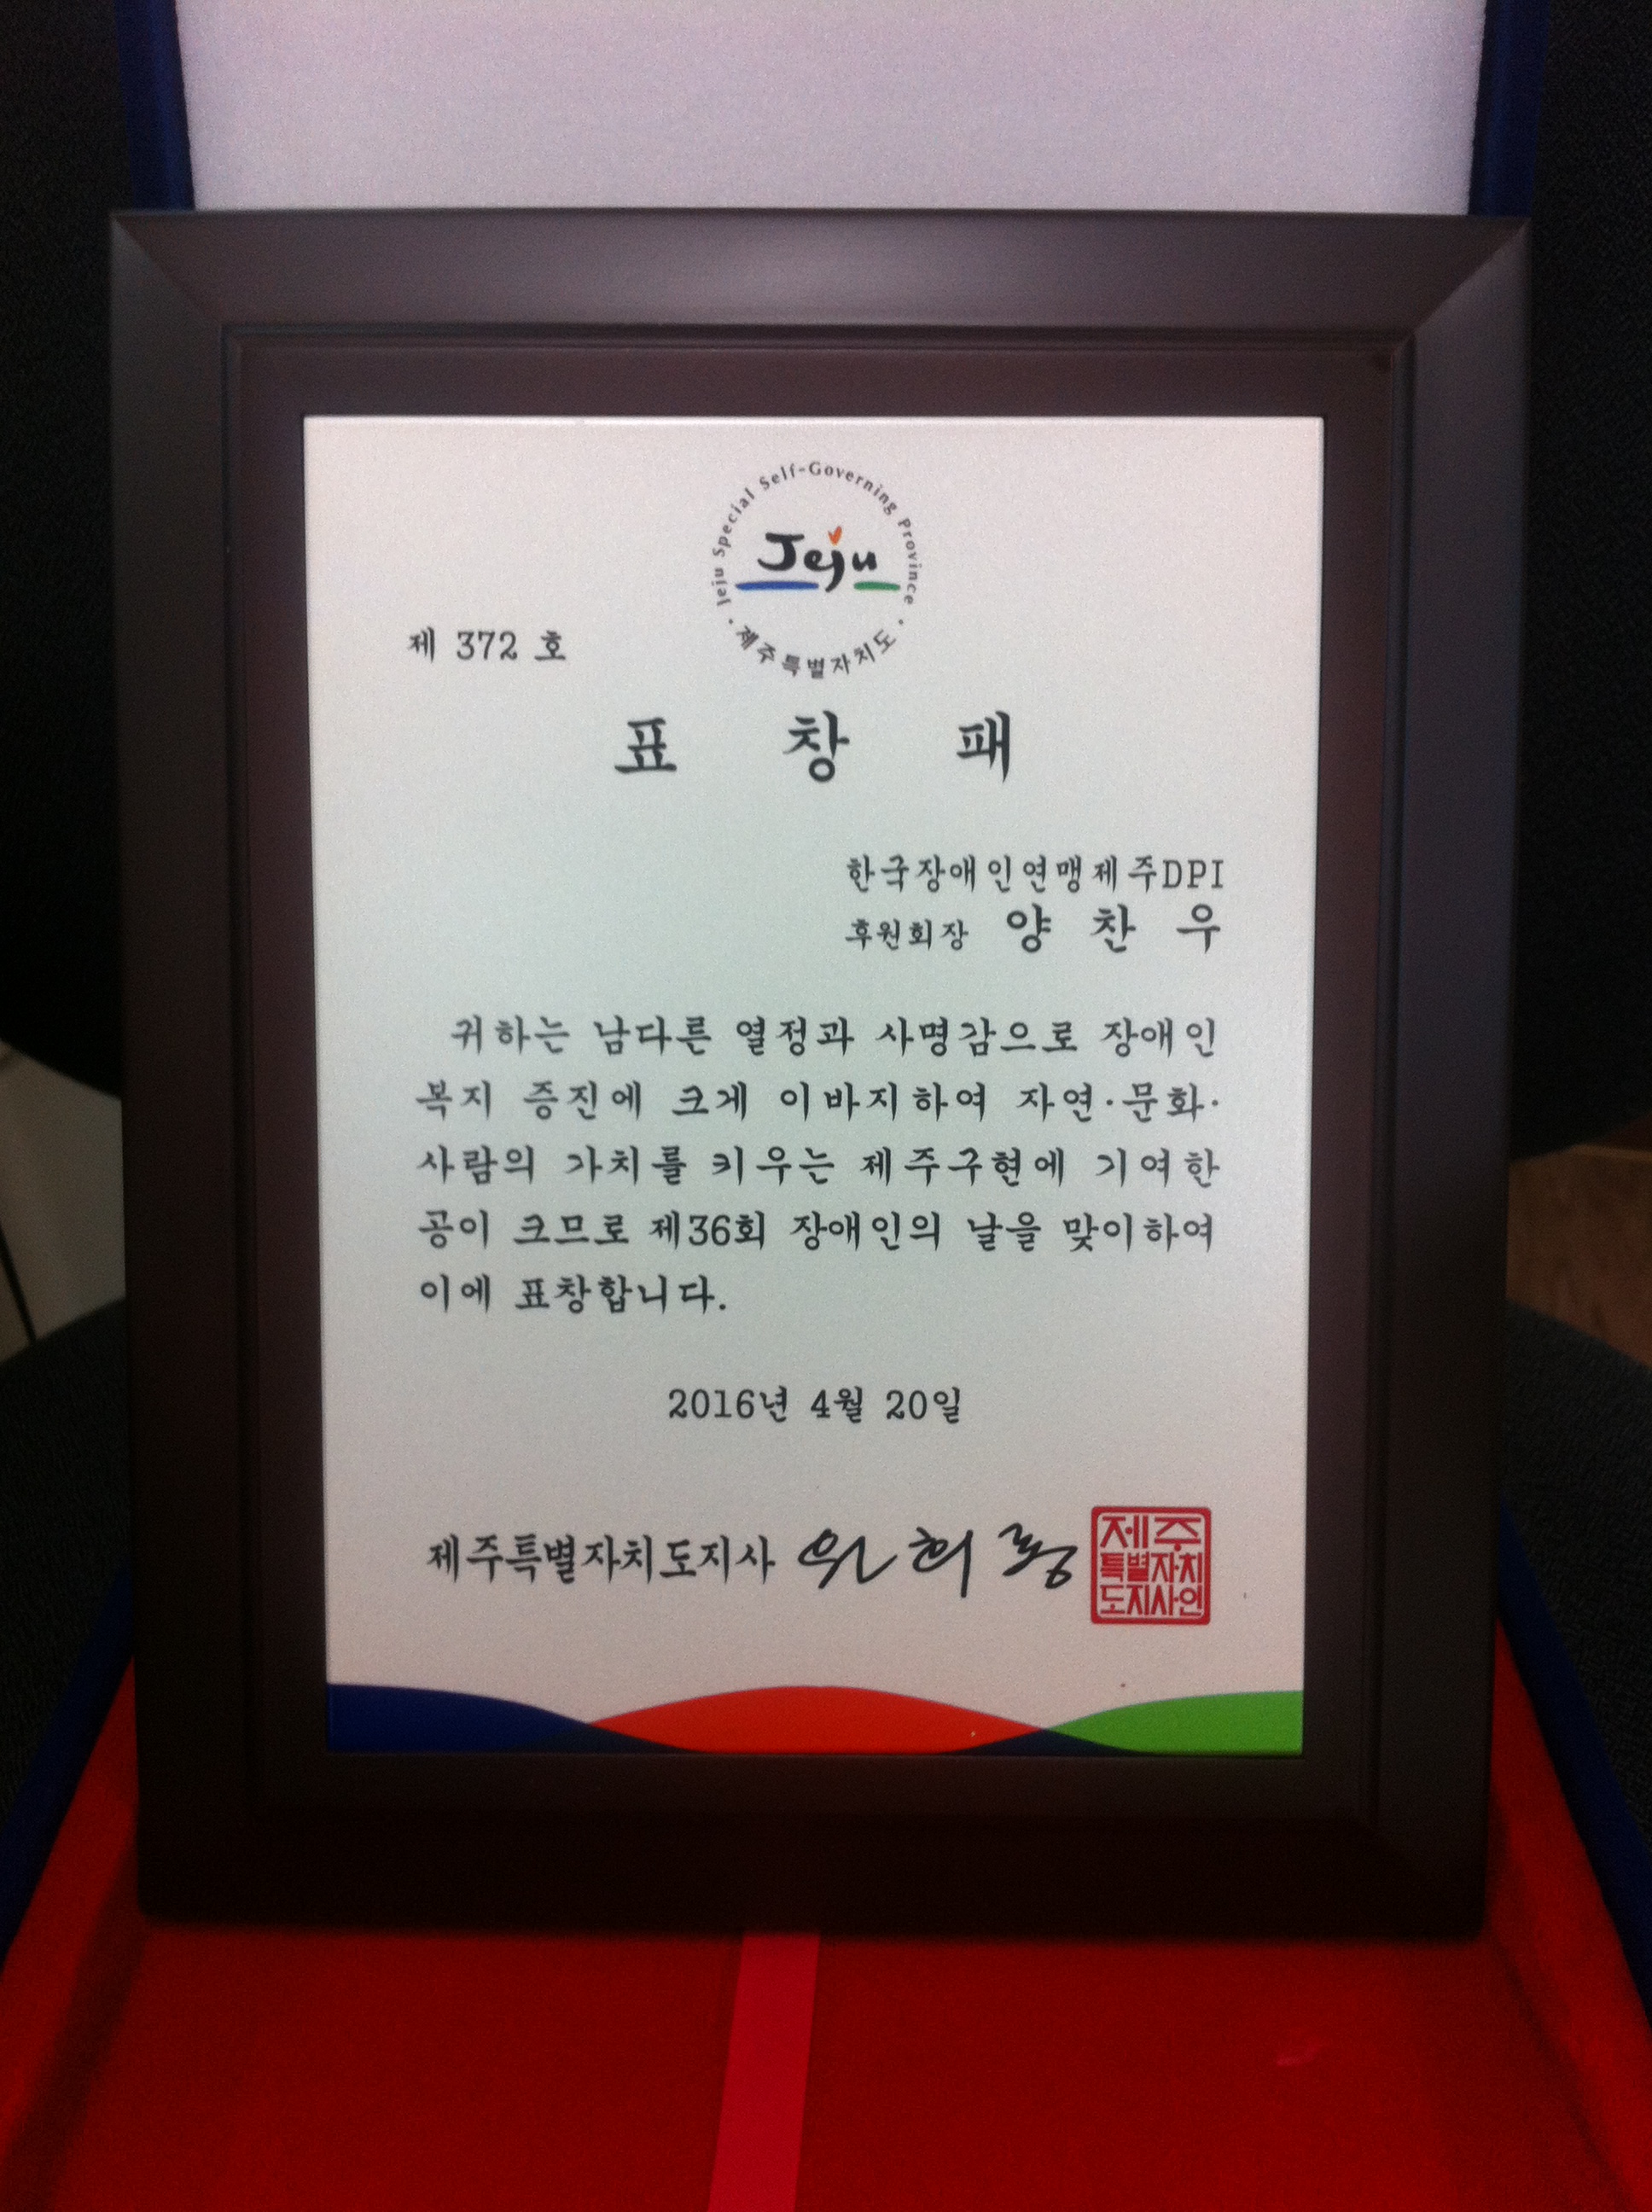 Jeju Special Self-Governing Province
Jeju
· 제주특별자치도 ·
제 372 호
표 창 패
한국장애인연맹제주DPI
후원회장 양 찬 우
귀하는 남다른 열정과 사명감으로 장애인
복지 증진에 크게 이바지하여 자연·문화·
사람의 가치를 키우는 제주구현에 기여한
공이 크므로 제36회 장애인의 날을 맞이하여
이에 표창합니다.
2016년 4월 20일
제주특별자치도지사 원희룡
제주
특별자치
도지사인